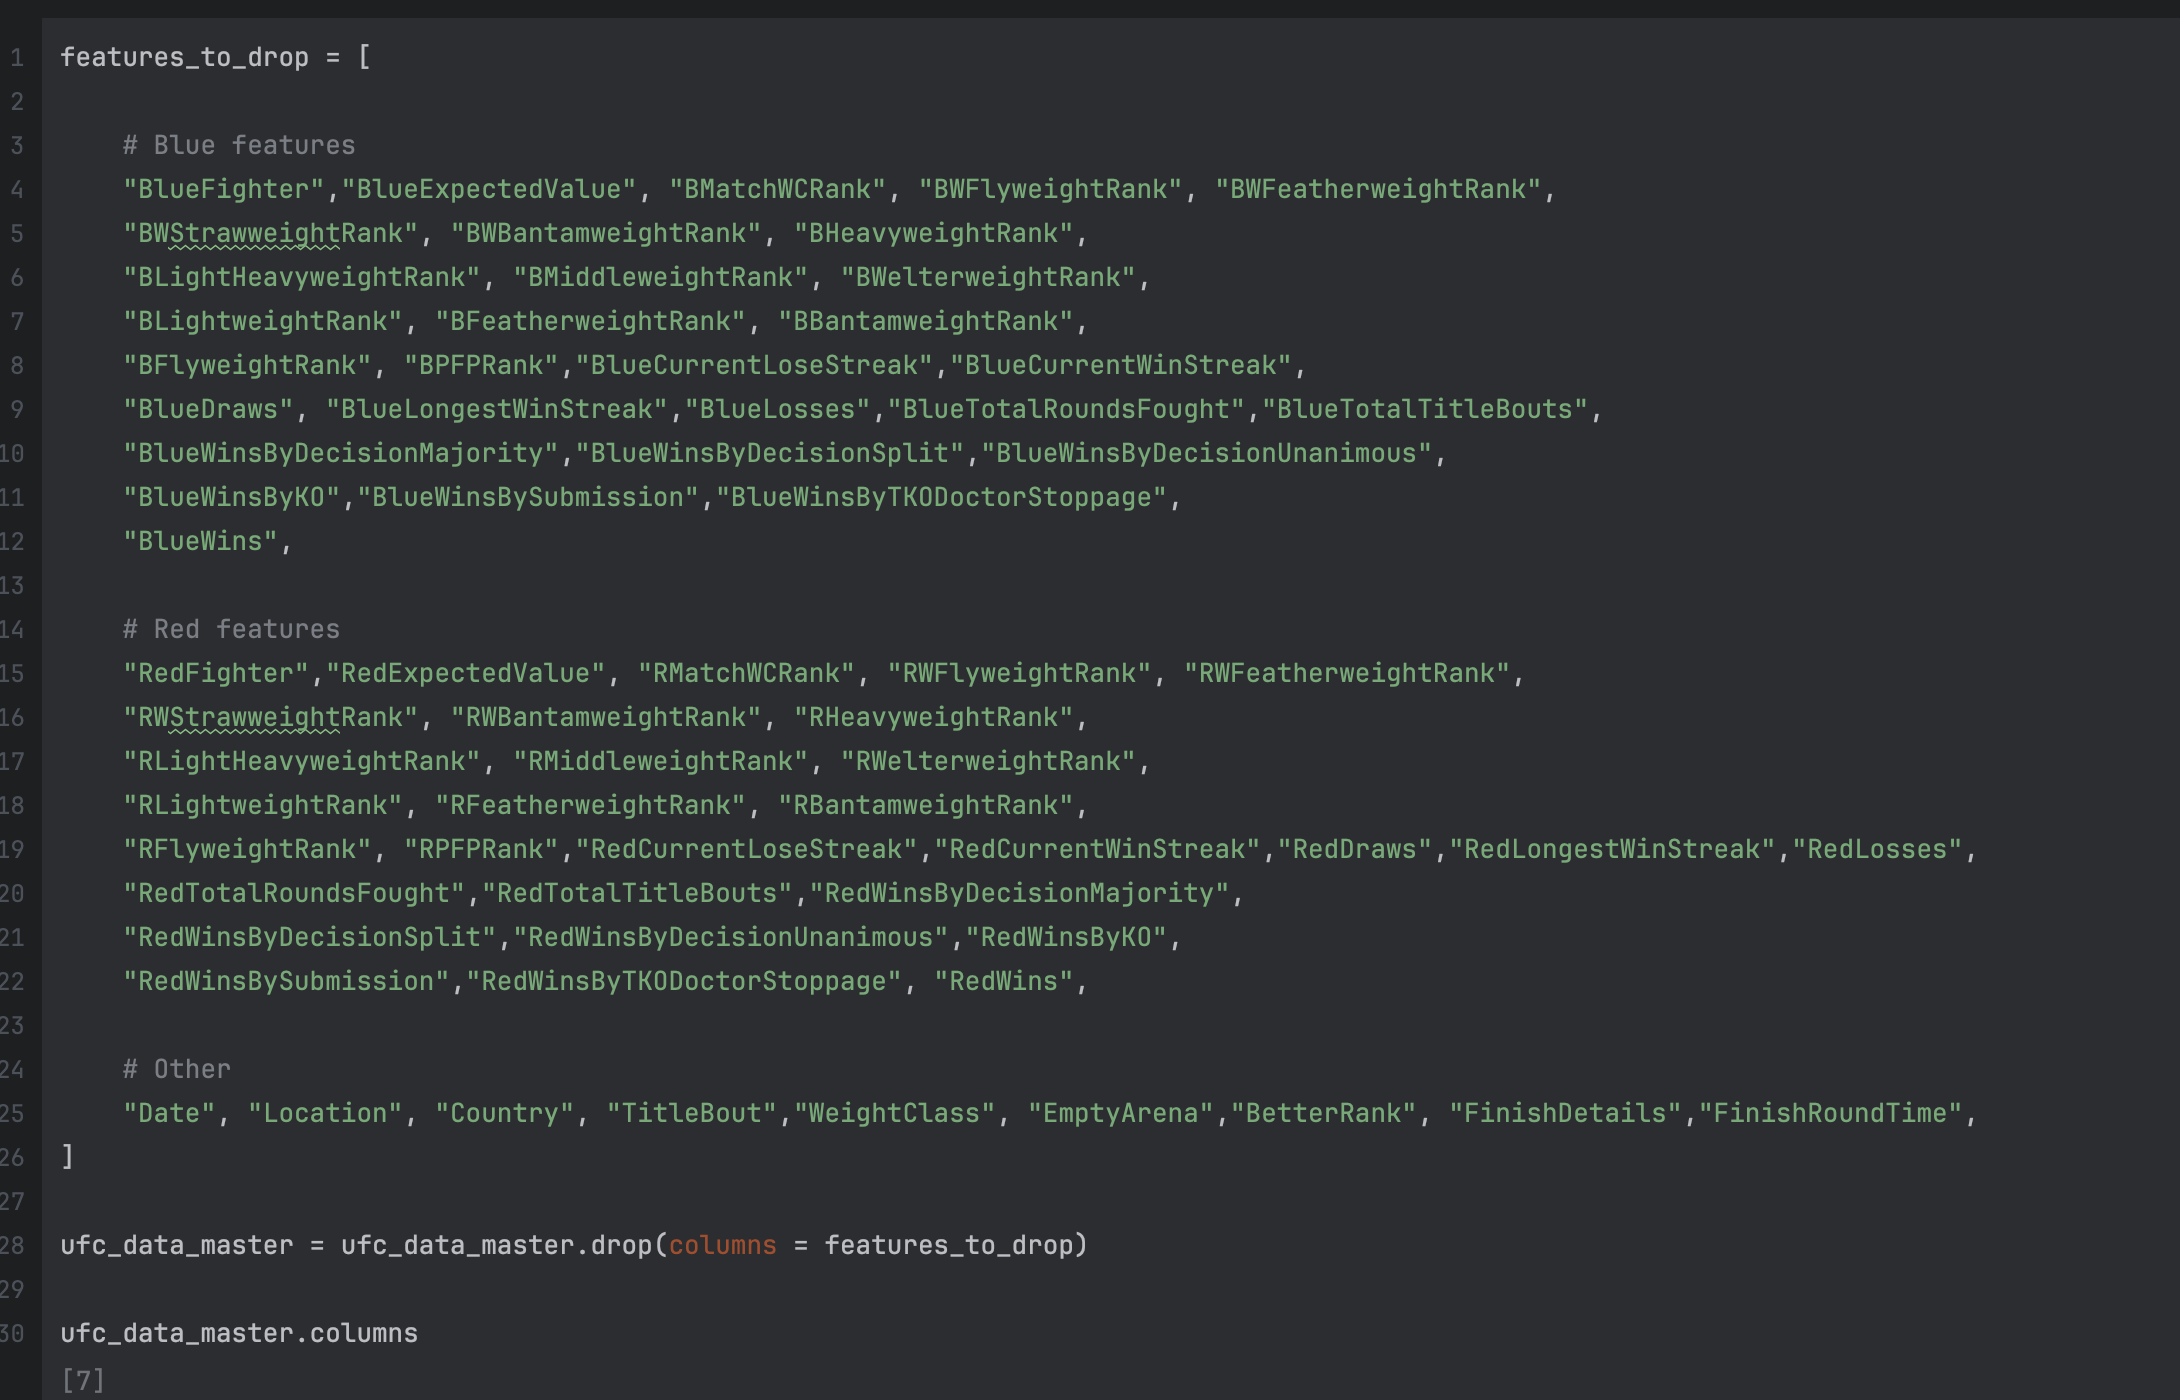 1 features_to_drop = [
2
3 # Blue features
4 "BlueFighter","BlueExpectedValue", "BMatchWCRank", "BWFlyweightRank", "BWFeatherweightRank",
5 "BWStrawweightRank", "BWBantamweightRank", "BHeavyweightRank",
6 "BLightHeavyweightRank", "BMiddleweightRank", "BWelterweightRank",
7 "BLightweightRank", "BFeatherweightRank", "BBantamweightRank",
8 "BFlyweightRank", "BPFPRank","BlueCurrentLoseStreak","BlueCurrentWinStreak",
9 "BlueDraws", "BlueLongestWinStreak","BlueLosses","BlueTotalRoundsFought","BlueTotalTitleBouts",
10 "BlueWinsByDecisionMajority","BlueWinsByDecisionSplit","BlueWinsByDecisionUnanimous",
11 "BlueWinsByKO","BlueWinsBySubmission","BlueWinsByTKODoctorStoppage",
12 "BlueWins",
13
14 # Red features
15 "RedFighter","RedExpectedValue", "RMatchWCRank", "RWFlyweightRank", "RWFeatherweightRank",
16 "RWStrawweightRank", "RWBantamweightRank", "RHeavyweightRank",
17 "RLightHeavyweightRank", "RMiddleweightRank", "RWelterweightRank",
18 "RLightweightRank", "RFeatherweightRank", "RBantamweightRank",
19 "RFlyweightRank", "RPFPRank","RedCurrentLoseStreak","RedCurrentWinStreak","RedDraws","RedLongestWinStreak","RedLosses",
20 "RedTotalRoundsFought","RedTotalTitleBouts","RedWinsByDecisionMajority",
21 "RedWinsByDecisionSplit","RedWinsByDecisionUnanimous","RedWinsByKO",
22 "RedWinsBySubmission","RedWinsByTKODoctorStoppage", "RedWins",
23
24 # Other
25 "Date", "Location", "Country", "TitleBout","WeightClass", "EmptyArena","BetterRank", "FinishDetails","FinishRoundTime",
26 ]
27
28 ufc_data_master = ufc_data_master.drop(columns = features_to_drop)
29
30 ufc_data_master.columns
[7]